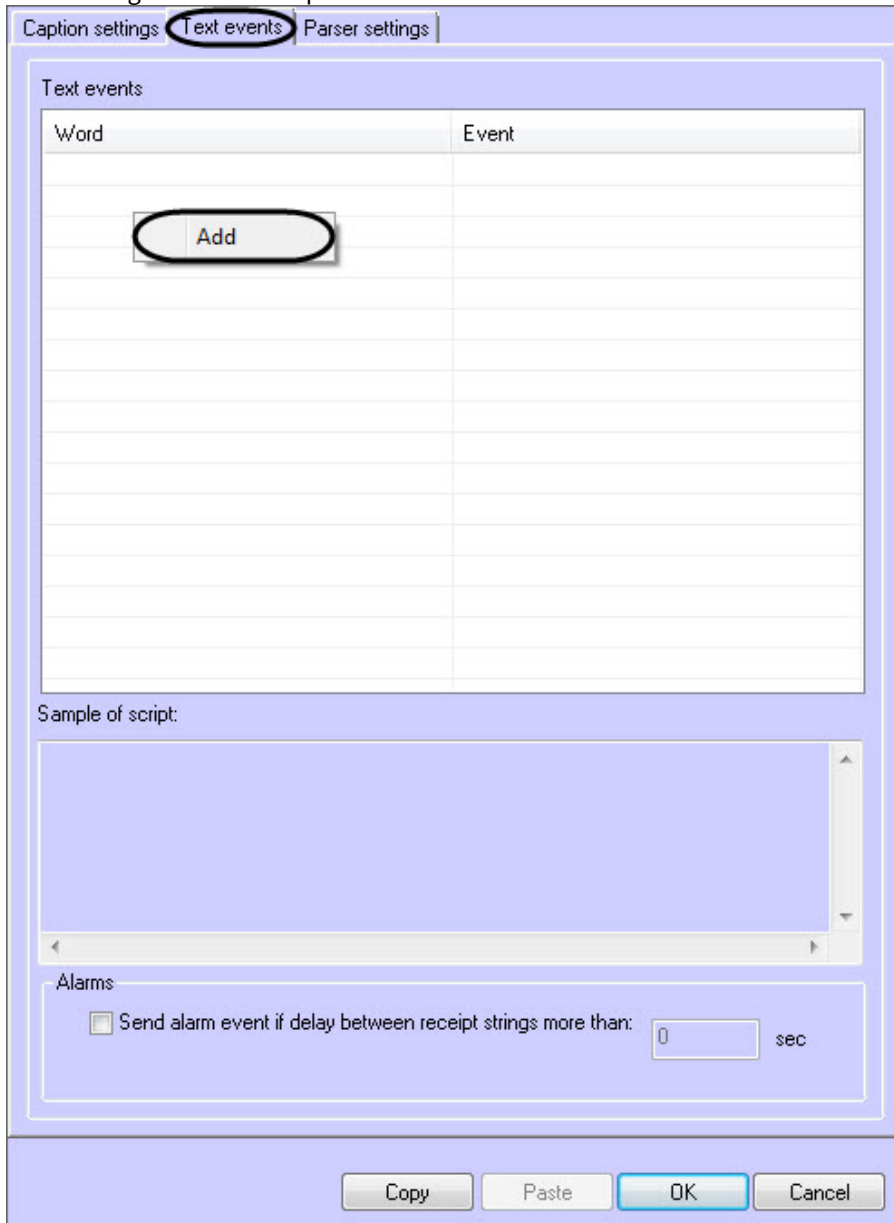 Caption settings Text events Parser settings
Text events
Word Event
Add
Sample of script:
Alarms
Send alarm event if delay between receipt strings more than: 0 sec
Copy Paste OK Cancel